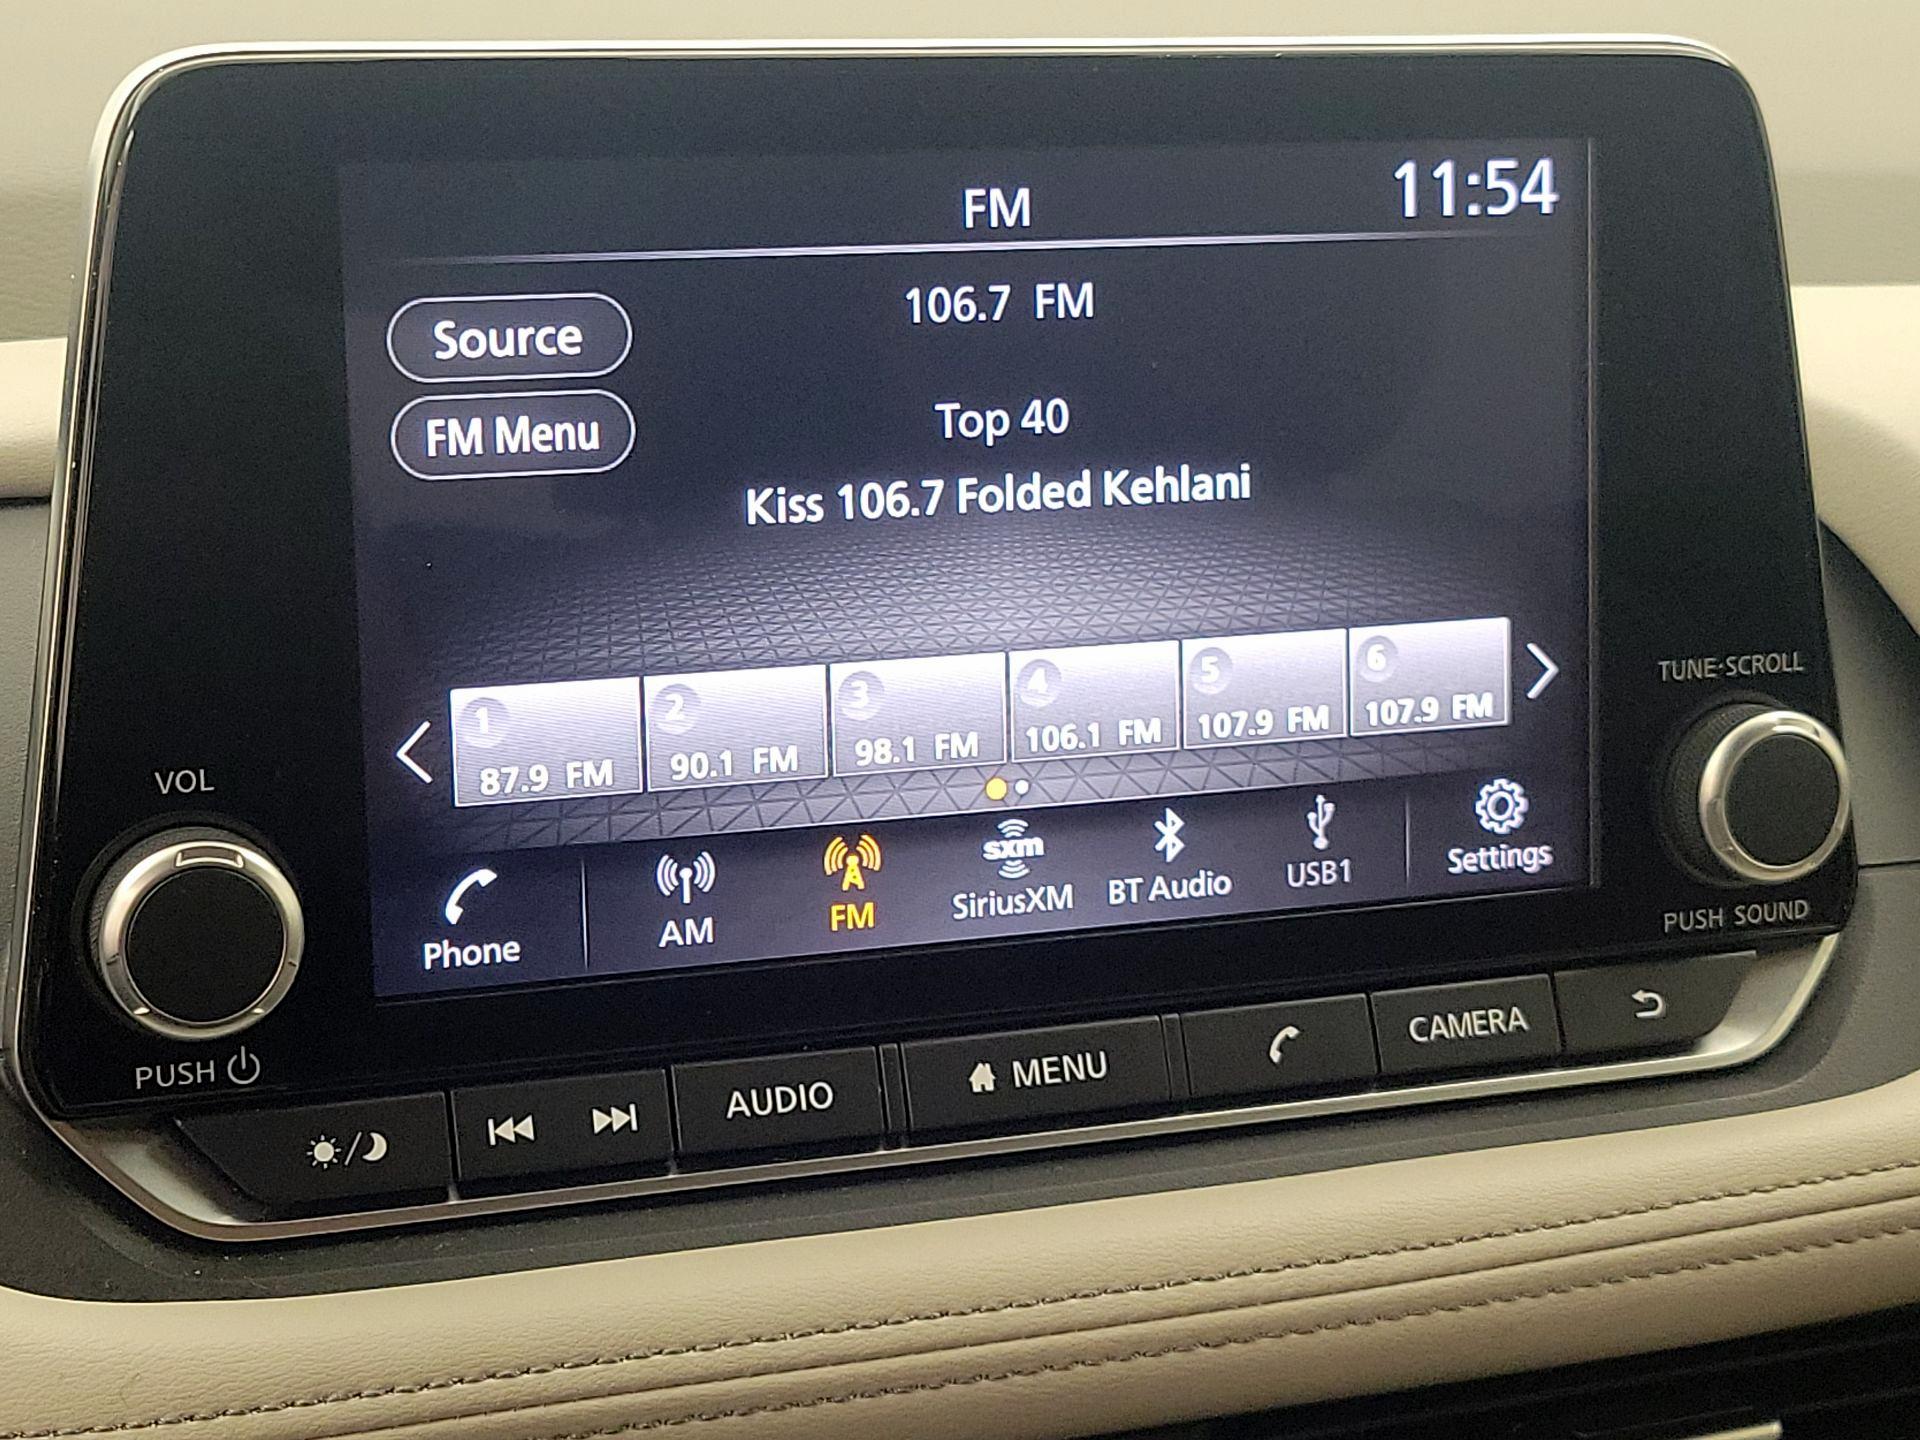 FM
11:54
106.7 FM
Source
Top 40
FM Menu
Kiss 106.7 Folded Kehlani
1
87.9 FM
2
90.1 FM
3
98.1 FM
4
106.1 FM
5
107.9 FM
6
107.9 FM
TUNE·SCROLL
VOL
Phone
AM
FM
sxm
SiriusXM
BT Audio
USB1
Settings
PUSH SOUND
PUSH
AUDIO
MENU
CAMERA